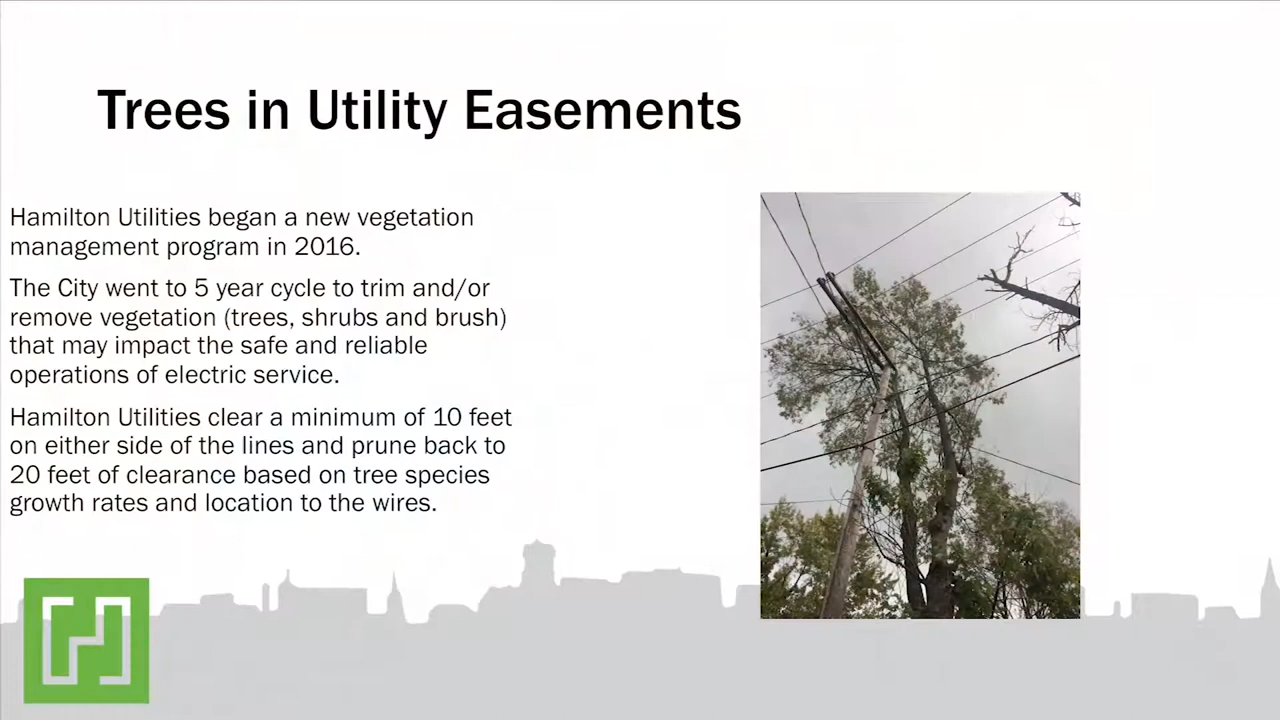 Trees in Utility Easements
Hamilton Utilities began a new vegetation
management program in 2016.
The City went to 5 year cycle to trim and/or
remove vegetation (trees, shrubs and brush)
that may impact the safe and reliable
operations of electric service.
Hamilton Utilities clear a minimum of 10 feet
on either side of the lines and prune back to
20 feet of clearance based on tree species
growth rates and location to the wires.